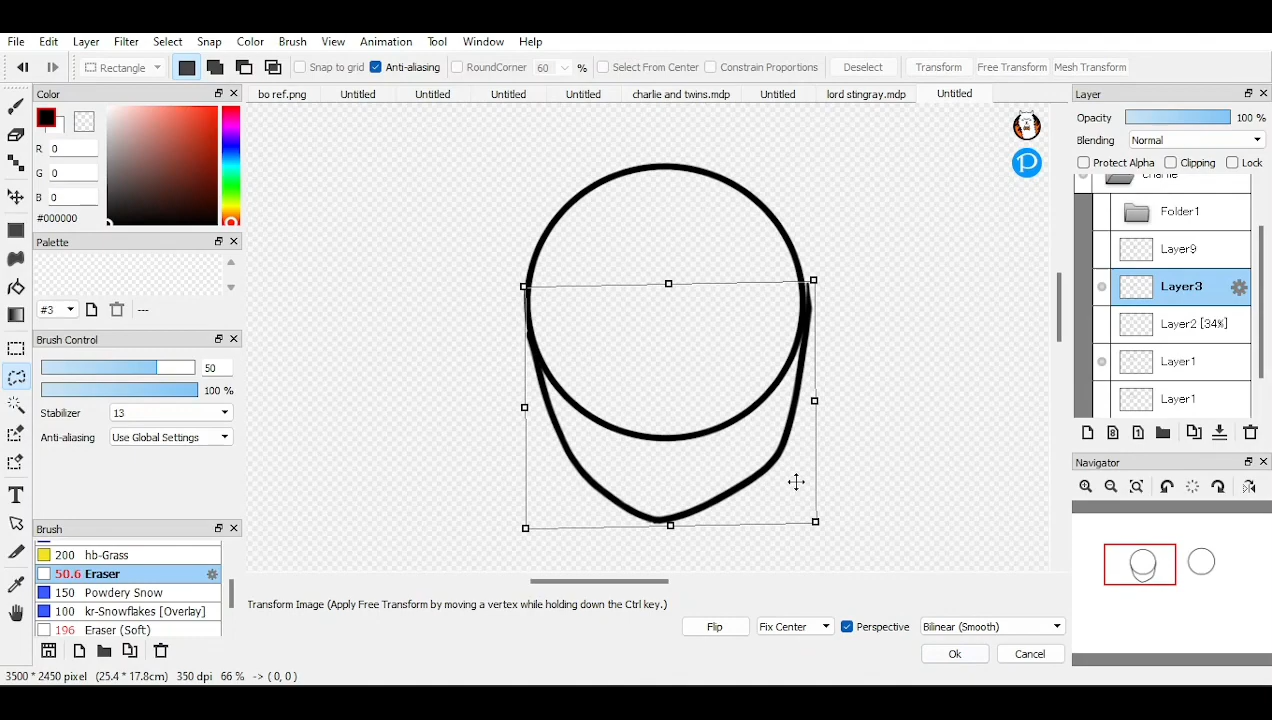 File Edit Layer Filter Select Snap Color Brush View Animation Tool Window Help
Rectangle Snap to grid Anti-aliasing RoundCorner 60 % Select From Center Constrain Proportions Deselect Transform Free Transform Mesh Transform
Color
bo ref.png Untitled Untitled Untitled Untitled charlie and twins.mdp Untitled lord stingray.mdp Untitled
R 0
G 0
B 0
#000000
Palette
#3 ---
Brush Control
50
100 %
Stabilizer 13
Anti-aliasing Use Global Settings
Brush
200 hb-Grass
50.6 Eraser
150 Powdery Snow
100 kr-Snowflakes [Overlay]
196 Eraser (Soft)
Layer
Opacity 100 %
Blending Normal
Protect Alpha Clipping Lock
charlie
Folder1
Layer9
Layer3
Layer2 [34%]
Layer1
Layer1
Navigator
Transform Image (Apply Free Transform by moving a vertex while holding down the Ctrl key.)
Flip Fix Center Perspective Bilinear (Smooth)
Ok Cancel
3500 * 2450 pixel (25.4 * 17.8cm) 350 dpi 66 % -> ( 0, 0 )